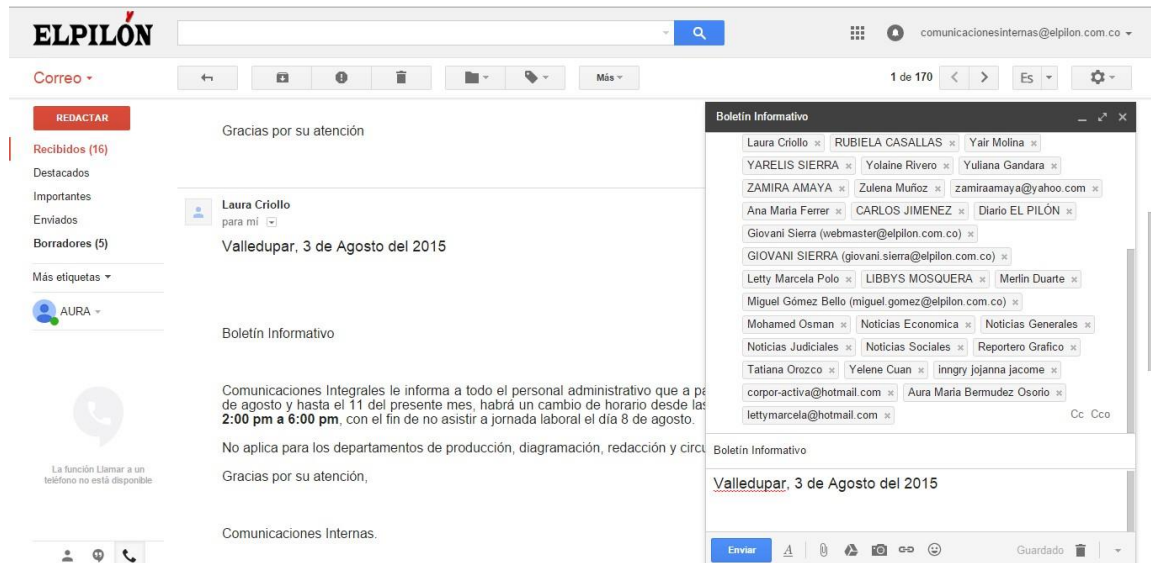 ELPILÓN
comunicacionesinternas@elpilon.com.co
Correo
Más
1 de 170
Es
REDACTAR
Recibidos (16)
Destacados
Importantes
Enviados
Borradores (5)
Más etiquetas
AURA
La función Llamar a un
teléfono no está disponible
Gracias por su atención
Laura Criollo
para mí
Valledupar, 3 de Agosto del 2015
Boletín Informativo
Comunicaciones Integrales le informa a todo el personal administrativo que a pa
de agosto y hasta el 11 del presente mes, habrá un cambio de horario desde las
2:00 pm a 6:00 pm, con el fin de no asistir a jornada laboral el día 8 de agosto.
No aplica para los departamentos de producción, diagramación, redacción y circu
Gracias por su atención,
Comunicaciones Internas.
Boletín Informativo
Laura Criollo × RUBIELA CASALLAS × Yair Molina ×
YARELIS SIERRA × Yolaine Rivero × Yuliana Gandara ×
ZAMIRA AMAYA × Zulena Muñoz × zamiraamaya@yahoo.com ×
Ana Maria Ferrer × CARLOS JIMENEZ × Diario EL PILÓN ×
Giovani Sierra (webmaster@elpilon.com.co) ×
GIOVANI SIERRA (giovani.sierra@elpilon.com.co) ×
Letty Marcela Polo × LIBBYS MOSQUERA × Merlin Duarte ×
Miguel Gómez Bello (miguel.gomez@elpilon.com.co) ×
Mohamed Osman × Noticias Economica × Noticias Generales ×
Noticias Judiciales × Noticias Sociales × Reportero Grafico ×
Tatiana Orozco × Yelene Cuan × inngry jojanna jacome ×
corpor-activa@hotmail.com × Aura Maria Bermudez Osorio ×
lettymarcela@hotmail.com × Cc Cco
Boletín Informativo
Valledupar, 3 de Agosto del 2015
Enviar A Guardado